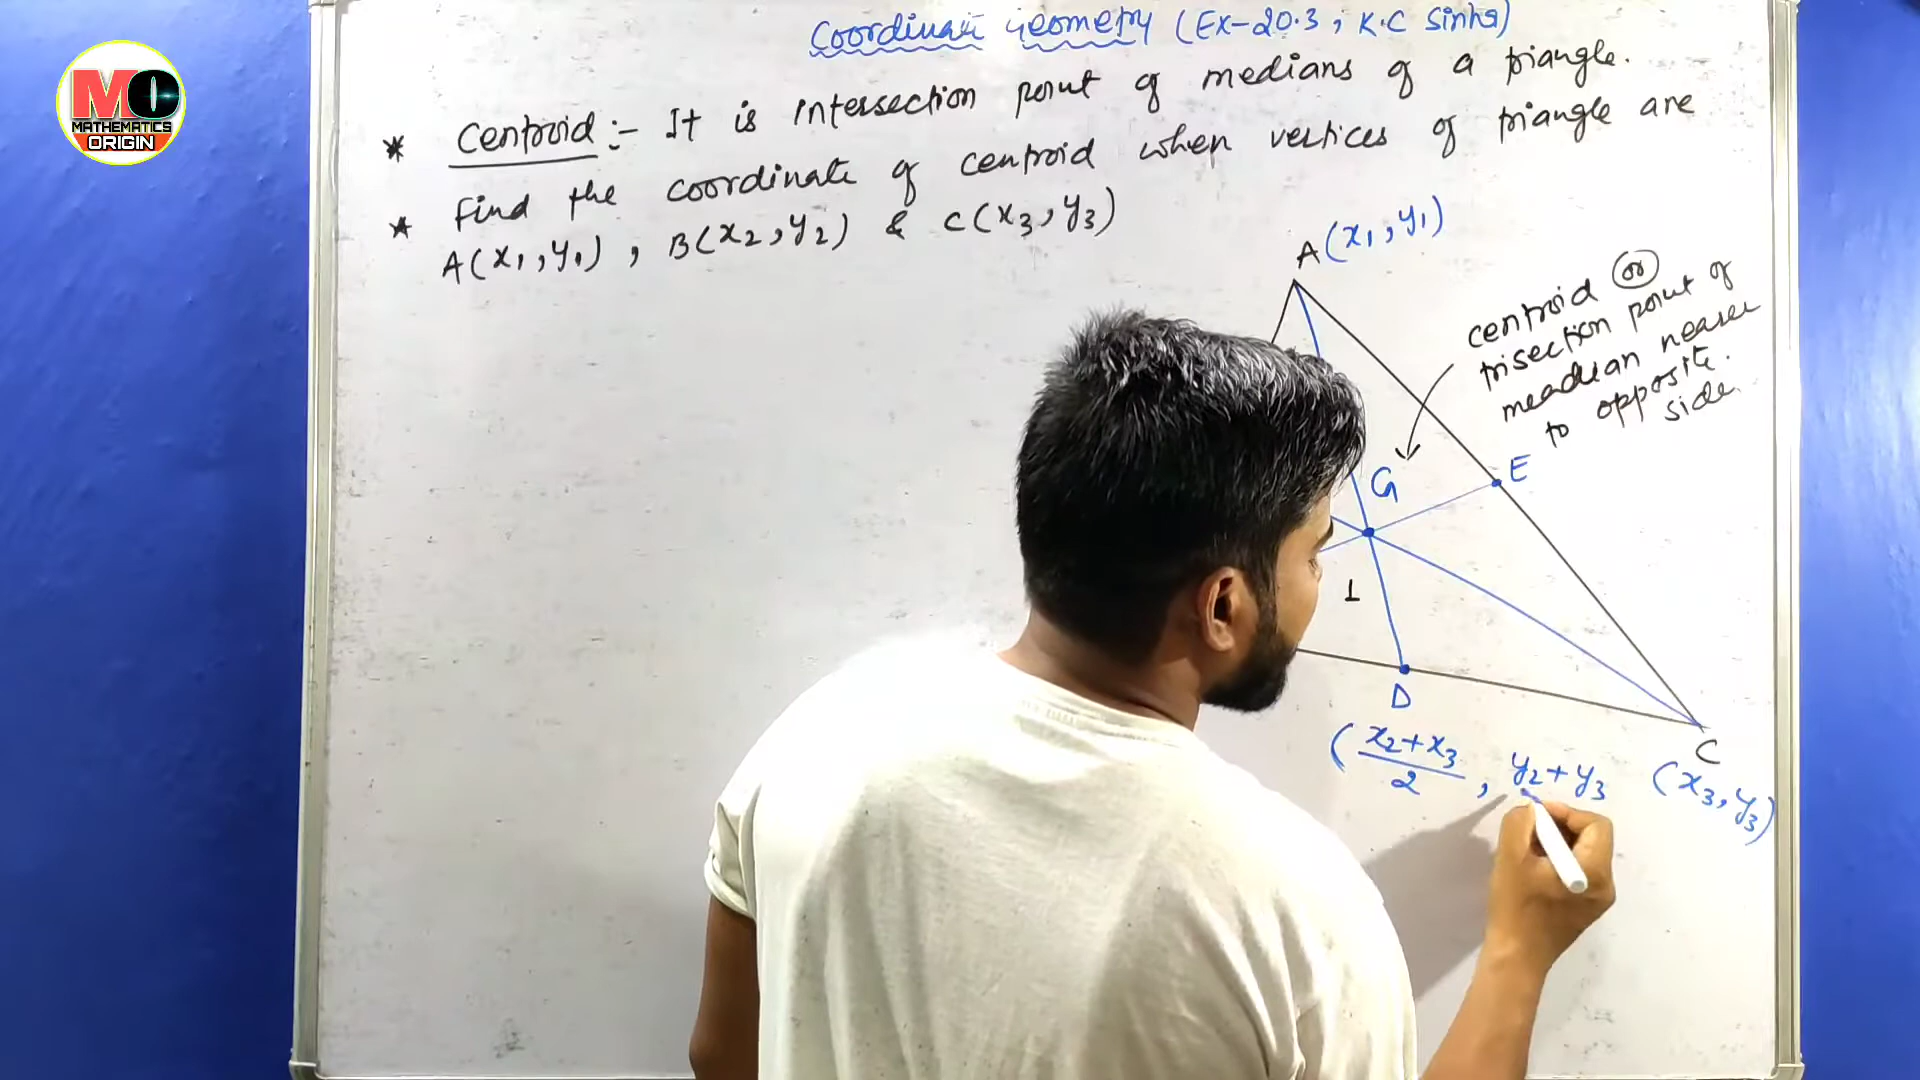 MO
MATHEMATICS
ORIGIN
Coordinate Geometry (Ex-20.3, K.C Sinha)
* Centroid :- It is intersection point of medians of a triangle.
* Find the coordinate of centroid when vertices of triangle are
A(x₁,y₁), B(x₂,y₂) & C(x₃,y₃)
A(x₁,y₁)
centroid or
trisection point of
meadian nearer
to opposite
side.
G
E
1
D
(x₂+x₃/2, y₂+y₃
C
(x₃,y₃)